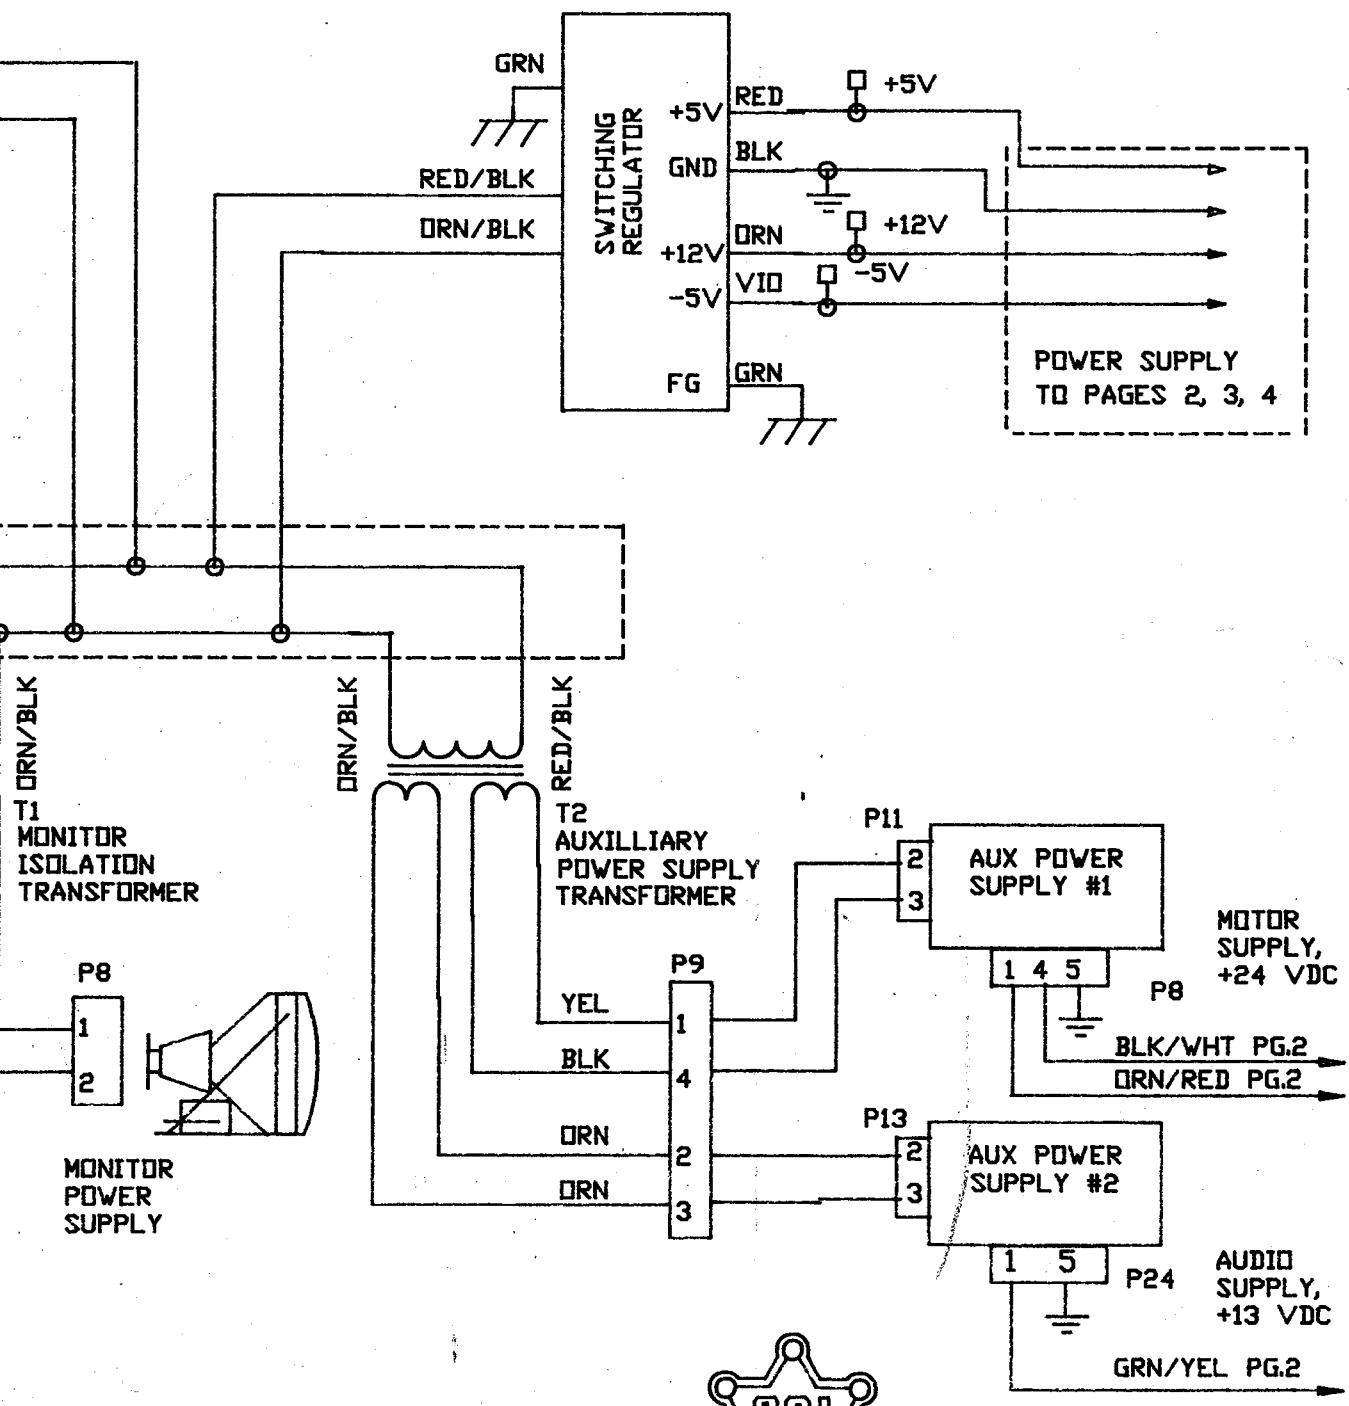 GRN
SWITCHING
REGULATOR
+5V
RED
+5V
GND
BLK
RED/BLK
ORN/BLK
+12V
ORN
+12V
-5V
VIO
-5V
FG
GRN
POWER SUPPLY
TO PAGES 2, 3, 4
ORN/BLK
ORN/BLK
RED/BLK
T1
MONITOR
ISOLATION
TRANSFORMER
T2
AUXILLIARY
POWER SUPPLY
TRANSFORMER
P11
2
3
AUX POWER
SUPPLY #1
1 4 5
P8
MOTOR
SUPPLY,
+24 VDC
BLK/WHT PG.2
ORN/RED PG.2
P8
1
2
MONITOR
POWER
SUPPLY
P9
YEL
1
BLK
4
ORN
2
ORN
3
P13
2
3
AUX POWER
SUPPLY #2
1 5
P24
AUDIO
SUPPLY,
+13 VDC
GRN/YEL PG.2